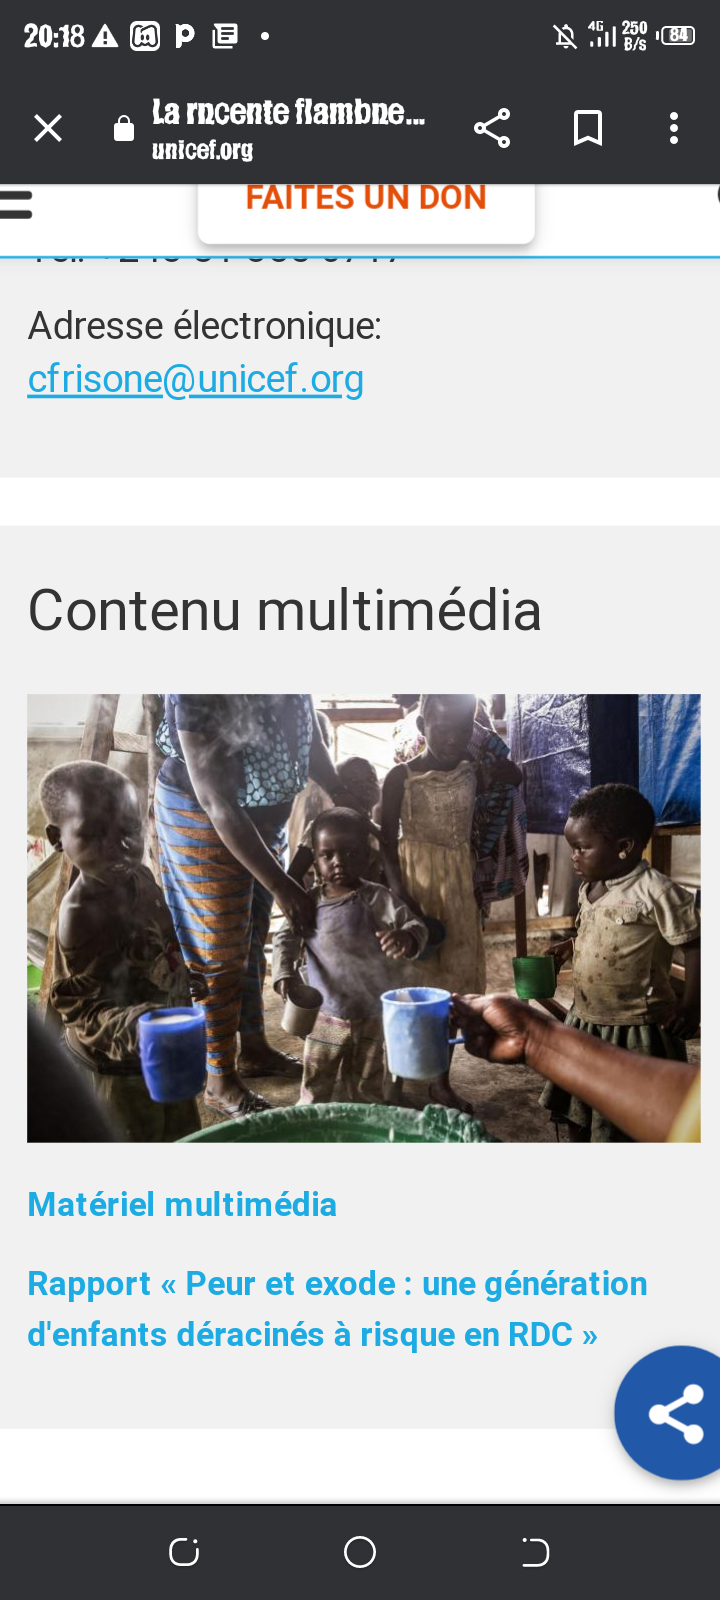 20:18
4G 250 B/s 84
La rncente flambne...
unicef.org
FAITES UN DON
Adresse électronique:
cfrisone@unicef.org
Contenu multimédia
Matériel multimédia
Rapport « Peur et exode : une génération
d'enfants déracinés à risque en RDC »